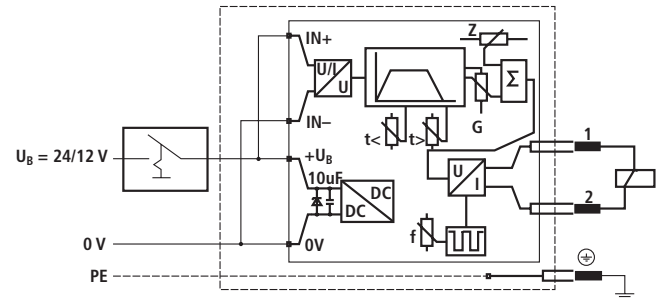 IN+
Z
U/I
U
Σ
IN−
t<
t>
G
1
U_B = 24/12 V
+U_B
10uF
DC
DC
U
I
2
f
0 V
0V
PE